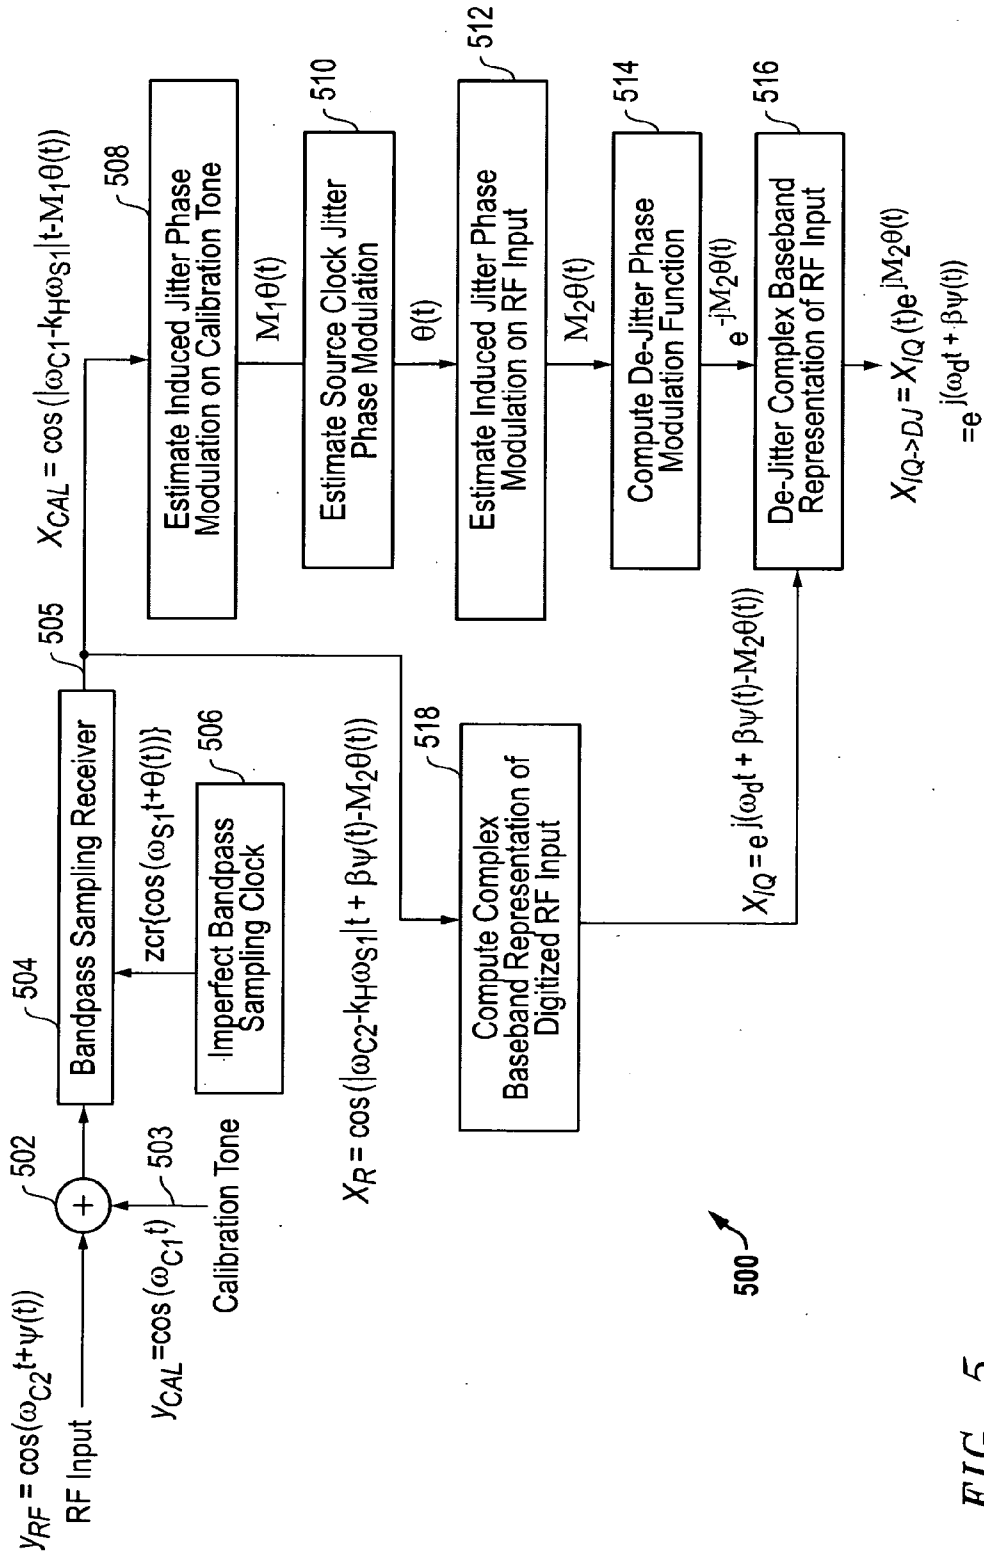 y_RF = cos(ω_C2t+ψ(t))
RF Input
502
+
503
y_CAL=cos(ω_C1t)
Calibration Tone
504
Bandpass Sampling Receiver
505
zcr{cos(ω_S1t+θ(t))}
506
Imperfect Bandpass
Sampling Clock
X_CAL = cos(|ω_C1-k_Hω_S1|t-M_1θ(t))
508
Estimate Induced Jitter Phase
Modulation on Calibration Tone
M_1θ(t)
510
Estimate Source Clock Jitter
Phase Modulation
θ(t)
512
Estimate Induced Jitter Phase
Modulation on RF Input
M_2θ(t)
514
Compute De-Jitter Phase
Modulation Function
e^-jM_2θ(t)
516
De-Jitter Complex Baseband
Representation of RF Input
X_R = cos(|ω_C2-k_Hω_S1|t + βψ(t)-M_2θ(t))
518
Compute Complex
Baseband Representation of
Digitized RF Input
X_IQ = e^j(ω_dt + βψ(t)-M_2θ(t))
X_IQ->DJ = X_IQ(t)e^jM_2θ(t)
=e^j(ω_dt + βψ(t))
500
FIG. 5